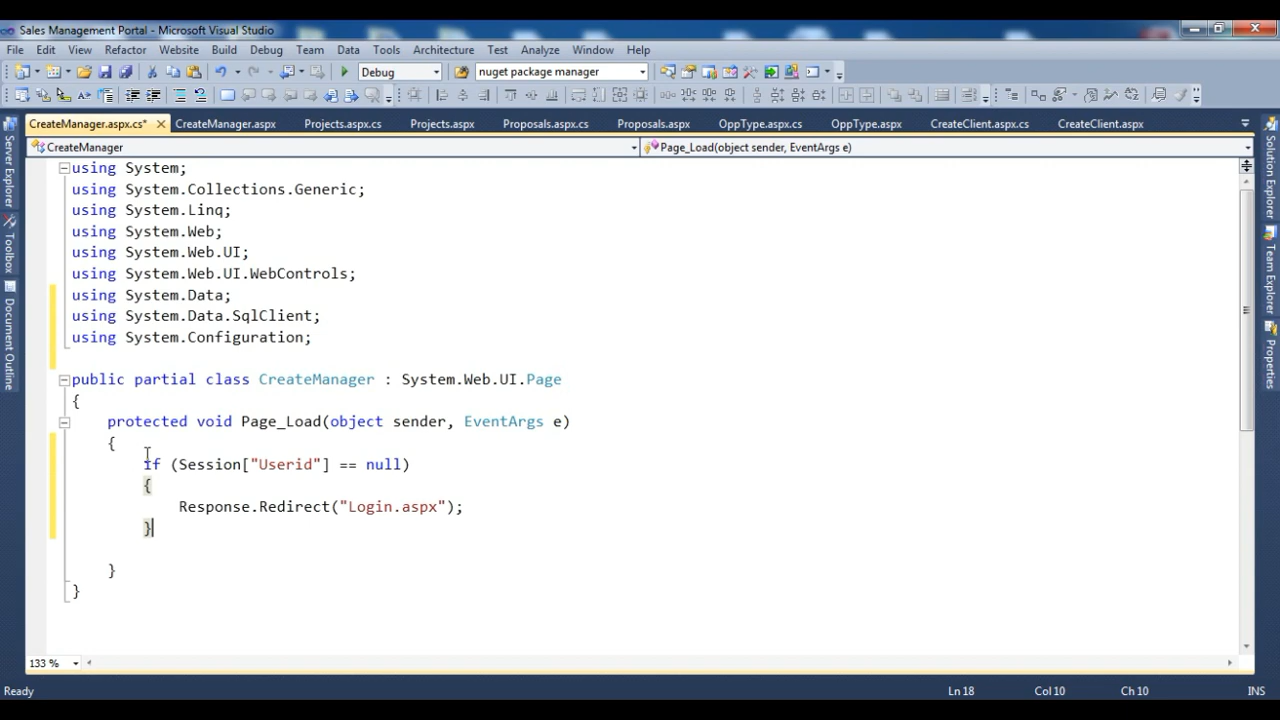 Sales Management Portal - Microsoft Visual Studio
File Edit View Refactor Website Build Debug Team Data Tools Architecture Test Analyze Window Help
Debug nuget package manager
CreateManager.aspx.cs* CreateManager.aspx Projects.aspx.cs Projects.aspx Proposals.aspx.cs Proposals.aspx OppType.aspx.cs OppType.aspx CreateClient.aspx.cs CreateClient.aspx
CreateManager Page_Load(object sender, EventArgs e)
Server Explorer
Toolbox
Document Outline
using System;
using System.Collections.Generic;
using System.Linq;
using System.Web;
using System.Web.UI;
using System.Web.UI.WebControls;
using System.Data;
using System.Data.SqlClient;
using System.Configuration;
public partial class CreateManager : System.Web.UI.Page
{
protected void Page_Load(object sender, EventArgs e)
{
if (Session["Userid"] == null)
{
Response.Redirect("Login.aspx");
}
}
}
Solution Explorer
Team Explorer
Properties
133 %
Ready Ln 18 Col 10 Ch 10 INS